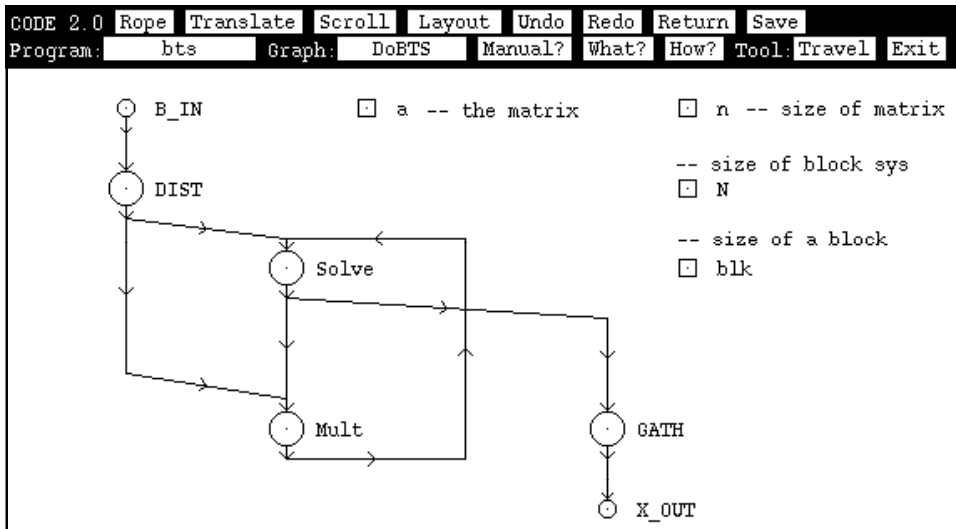 CODE 2.0 Rope Translate Scroll Layout Undo Redo Return Save
Program: bts Graph: DoBTS Manual? What? How? Tool: Travel Exit
B_IN a -- the matrix n -- size of matrix
-- size of block sys
DIST N
-- size of a block
Solve blk
Mult GATH
X_OUT